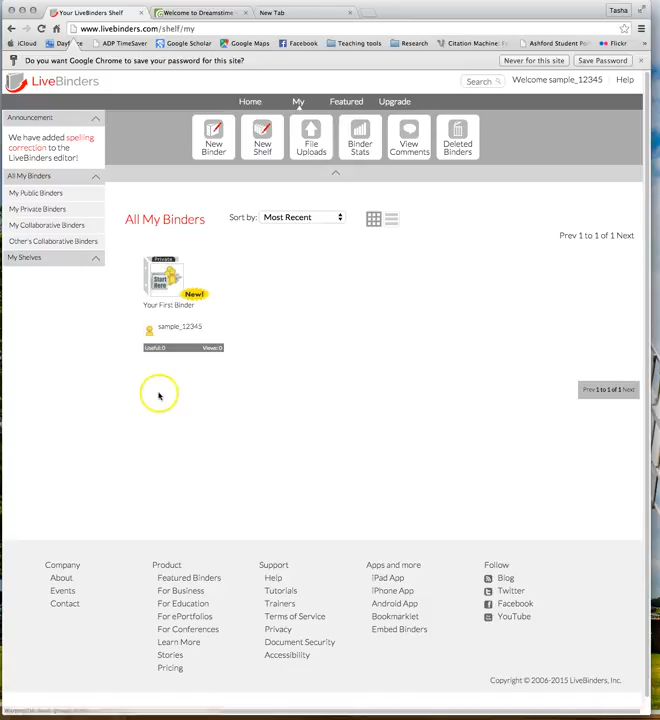 Your LiveBinders Shelf
Welcome to Dreamstime
New Tab
Tasha
www.livebinders.com/shelf/my
iCloud
ADP TimeSaver
Google Scholar
Google Maps
Facebook
Teaching tools
Research
Citation Machine: F
Ashford Student Por
Flickr
Do you want Google Chrome to save your password for this site?
Never for this site
Save Password
LiveBinders
Search
Welcome sample_12345
Help
Home
My
Featured
Upgrade
Announcement
We have added spelling
correction to the
LiveBinders editor!
All My Binders
My Public Binders
My Private Binders
My Collaborative Binders
Other's Collaborative Binders
My Shelves
New
Binder
New
Shelf
File
Uploads
Binder
Stats
View
Comments
Deleted
Binders
All My Binders
Sort by:
Most Recent
Prev 1 to 1 of 1 Next
Private
Start
Here
New!
Your First Binder
sample_12345
Useful: 0
Views: 0
Prev 1 to 1 of 1 Next
Company
About
Events
Contact
Product
Featured Binders
For Business
For Education
For ePortfolios
For Conferences
Learn More
Stories
Pricing
Support
Help
Tutorials
Trainers
Terms of Service
Privacy
Document Security
Accessibility
Apps and more
iPad App
iPhone App
Android App
Bookmarklet
Embed Binders
Follow
Blog
Twitter
Facebook
YouTube
Copyright © 2006-2015 LiveBinders, Inc.